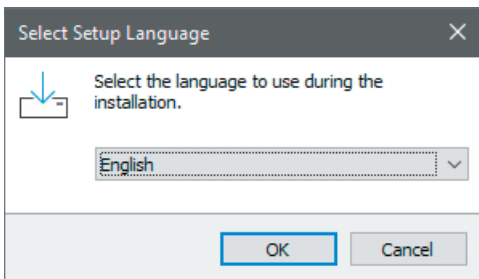 Select Setup Language
Select the language to use during the
installation.
English
OK Cancel